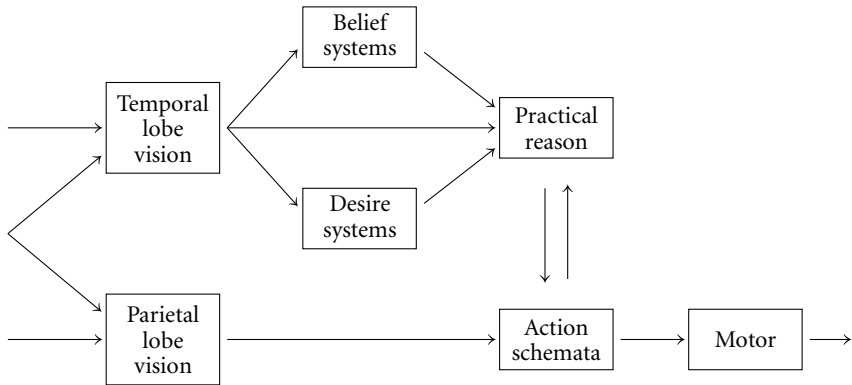 Belief
systems
Temporal
lobe
vision
Practical
reason
Desire
systems
Parietal
lobe
vision
Action
schemata
Motor